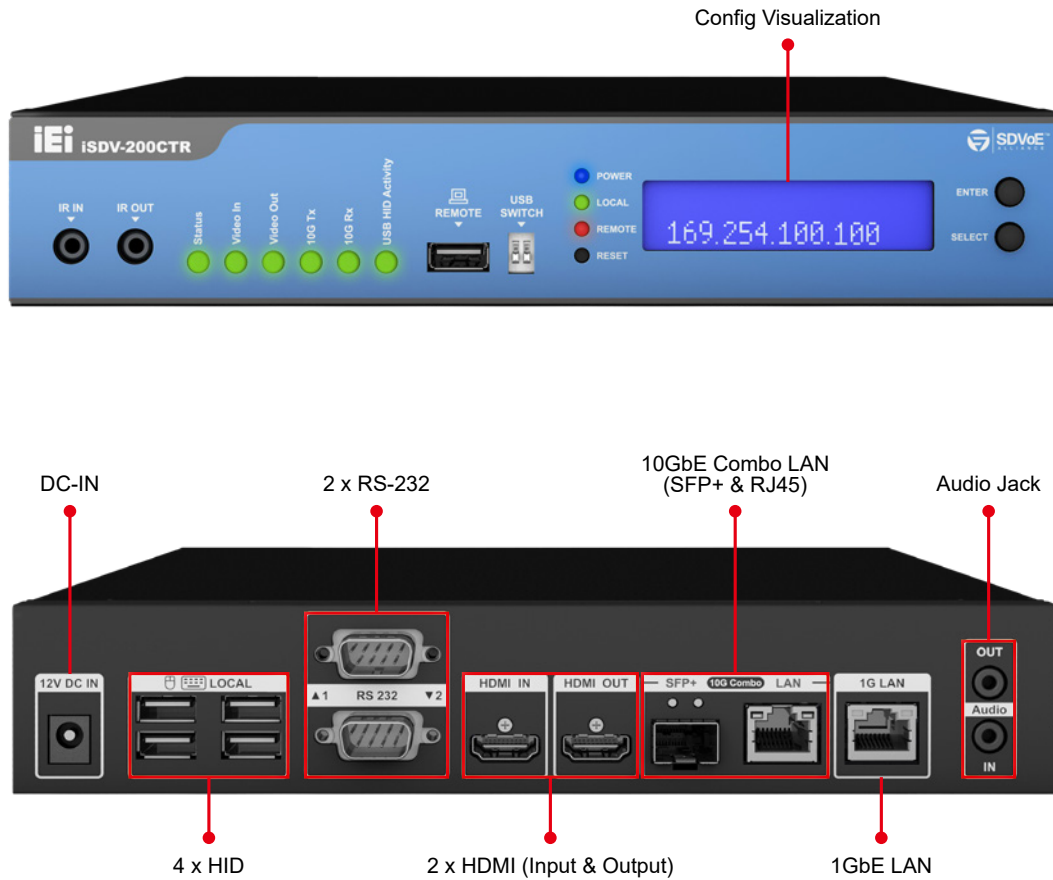 Config Visualization
iEi iSDV-200CTR
SDVoE™
ALLIANCE
IR IN
IR OUT
Status
Video In
Video Out
10G Tx
10G Rx
USB HID Activity
REMOTE
USB
SWITCH
POWER
LOCAL
REMOTE
RESET
169.254.100.100
ENTER
SELECT
DC-IN
2 x RS-232
10GbE Combo LAN
(SFP+ & RJ45)
Audio Jack
12V DC IN
LOCAL
▲1 RS 232 ▼2
HDMI IN
HDMI OUT
SFP+ 10G Combo LAN
1G LAN
OUT
Audio
IN
4 x HID
2 x HDMI (Input & Output)
1GbE LAN